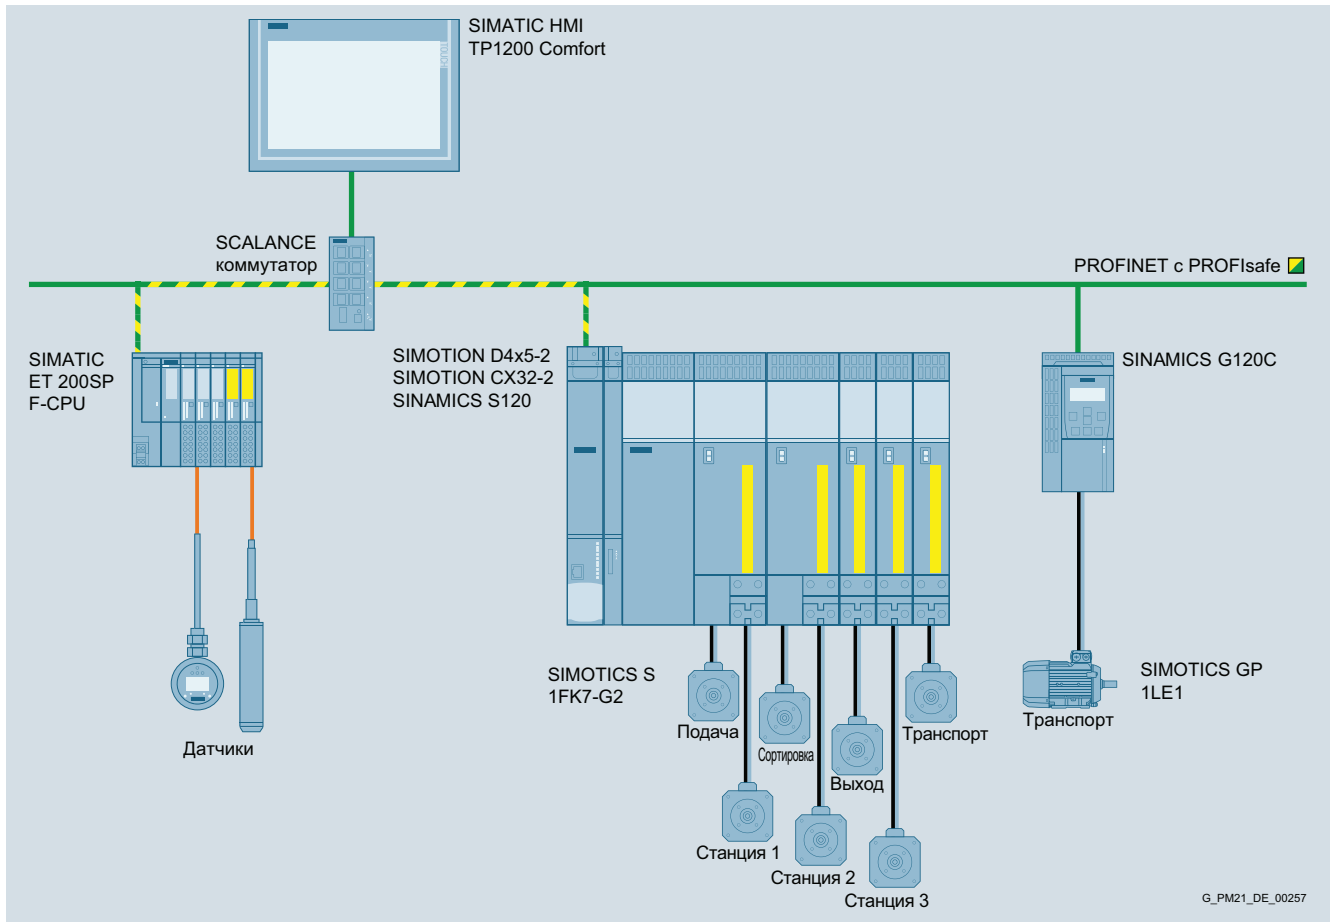 SIMATIC HMI
TP1200 Comfort
TOUCH
SCALANCE
коммутатор
PROFINET с PROFIsafe
SIMATIC
ET 200SP
F-CPU
SIMOTION D4x5-2
SIMOTION CX32-2
SINAMICS S120
SINAMICS G120C
SIMOTICS S
1FK7-G2
SIMOTICS GP
1LE1
Подача
Сортировка
Транспорт
Транспорт
Датчики
Выход
Станция 1
Станция 2
Станция 3
G_PM21_DE_00257